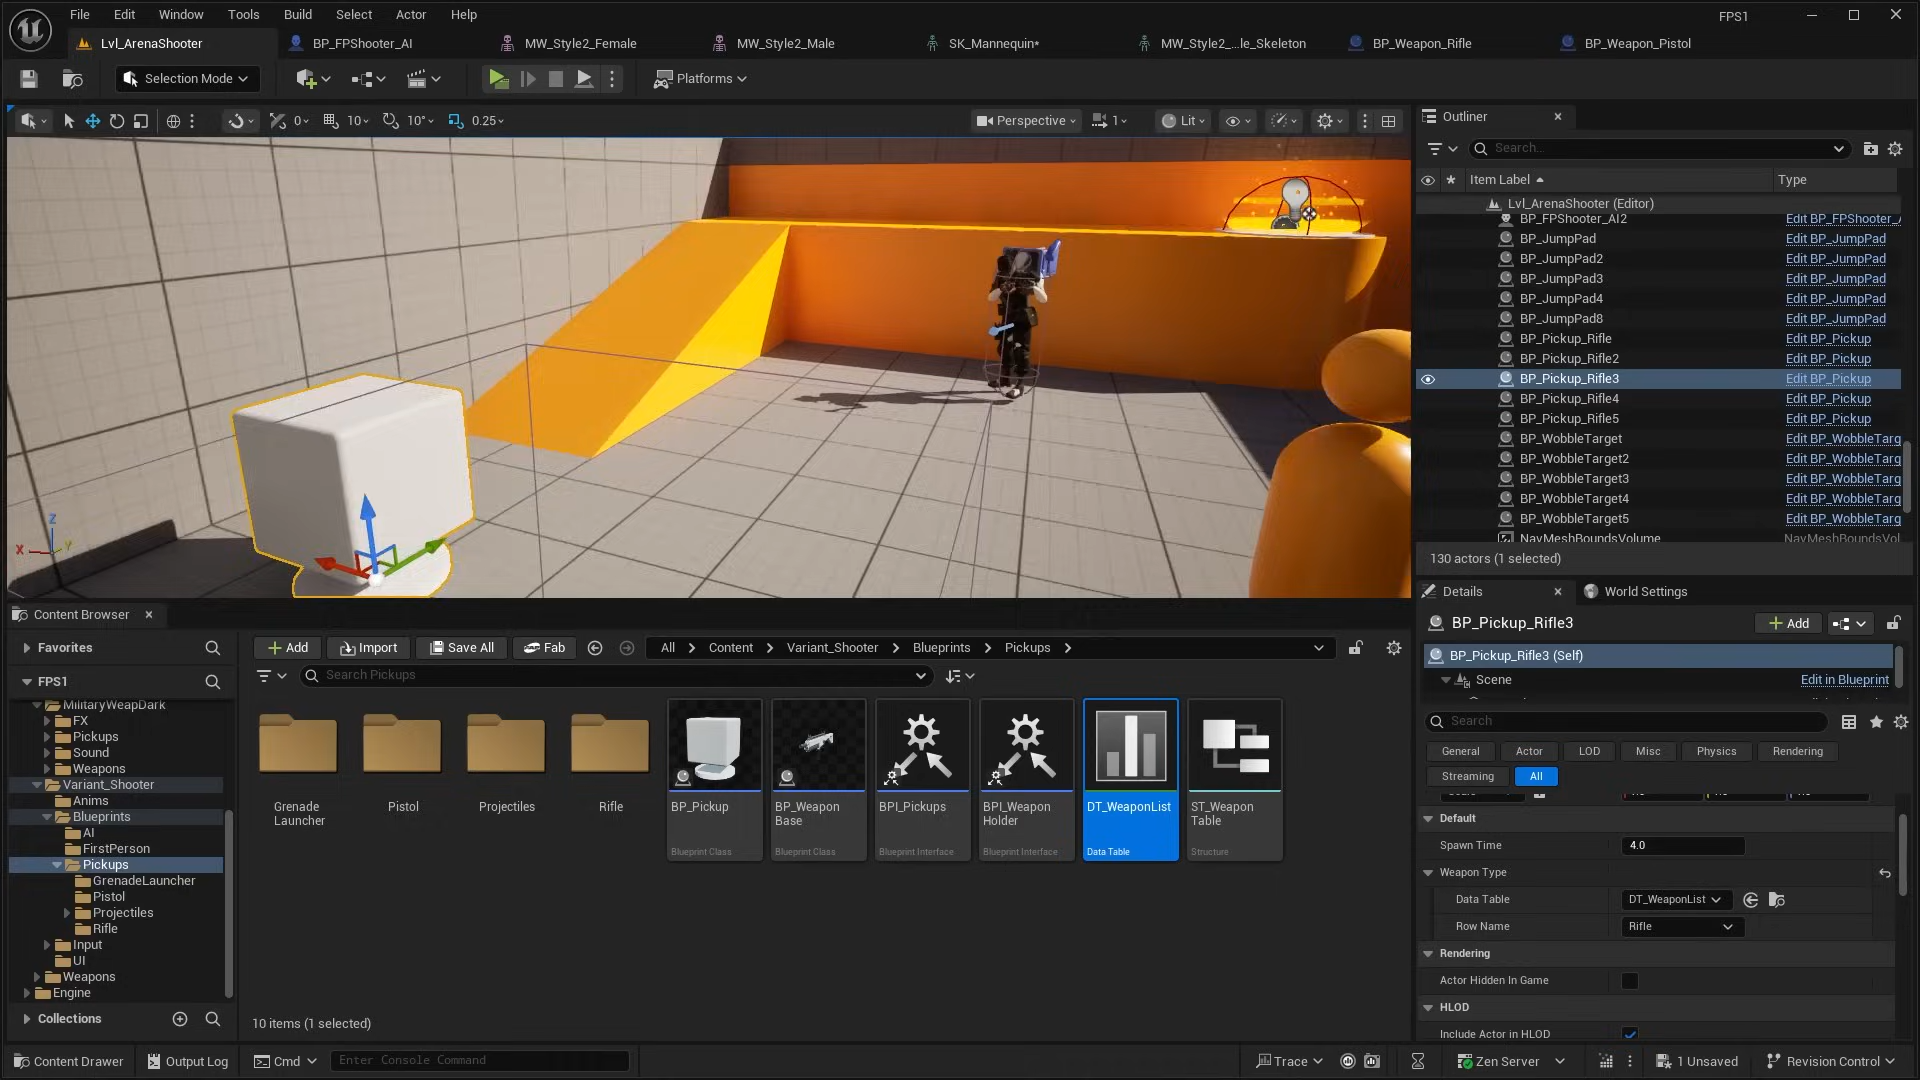 File Edit Window Tools Build Select Actor Help
FPS1
Lvl_ArenaShooter
BP_FPShooter_AI
MW_Style2_Female
MW_Style2_Male
SK_Mannequin*
MW_Style2_...le_Skeleton
BP_Weapon_Rifle
BP_Weapon_Pistol
Selection Mode
Platforms
0 10 10° 0.25
Perspective
1
Lit
Z
X
Y
Outliner
Search...
Item Label
Type
Lvl_ArenaShooter (Editor)
BP_FPShooter_AI2 Edit BP_FPShooter_A
BP_JumpPad Edit BP_JumpPad
BP_JumpPad2 Edit BP_JumpPad
BP_JumpPad3 Edit BP_JumpPad
BP_JumpPad4 Edit BP_JumpPad
BP_JumpPad8 Edit BP_JumpPad
BP_Pickup_Rifle Edit BP_Pickup
BP_Pickup_Rifle2 Edit BP_Pickup
BP_Pickup_Rifle3 Edit BP_Pickup
BP_Pickup_Rifle4 Edit BP_Pickup
BP_Pickup_Rifle5 Edit BP_Pickup
BP_WobbleTarget Edit BP_WobbleTarg
BP_WobbleTarget2 Edit BP_WobbleTarg
BP_WobbleTarget3 Edit BP_WobbleTarg
BP_WobbleTarget4 Edit BP_WobbleTarg
BP_WobbleTarget5 Edit BP_WobbleTarg
NavMeshBoundsVolume NavMeshBoundsVol
130 actors (1 selected)
Details
World Settings
BP_Pickup_Rifle3
Add
BP_Pickup_Rifle3 (Self)
Scene
Edit in Blueprint
Search
General Actor LOD Misc Physics Rendering
Streaming All
Default
Spawn Time 4.0
Weapon Type
Data Table DT_WeaponList
Row Name Rifle
Rendering
Actor Hidden In Game
HLOD
Include Actor in HLOD
Content Browser
Favorites
FPS1
MilitaryWeapDark
FX
Pickups
Sound
Weapons
Variant_Shooter
Anims
Blueprints
AI
FirstPerson
Pickups
GrenadeLauncher
Pistol
Projectiles
Rifle
Input
UI
Weapons
Engine
Collections
Add Import Save All Fab
All > Content > Variant_Shooter > Blueprints > Pickups >
Search Pickups
Grenade Launcher
Pistol
Projectiles
Rifle
BP_Pickup
Blueprint Class
BP_Weapon Base
Blueprint Class
BPI_Pickups
Blueprint Interface
BPI_Weapon Holder
Blueprint Interface
DT_WeaponList
Data Table
ST_Weapon Table
Structure
10 items (1 selected)
Content Drawer
Output Log
Cmd
Enter Console Command
Trace
Zen Server
1 Unsaved
Revision Control